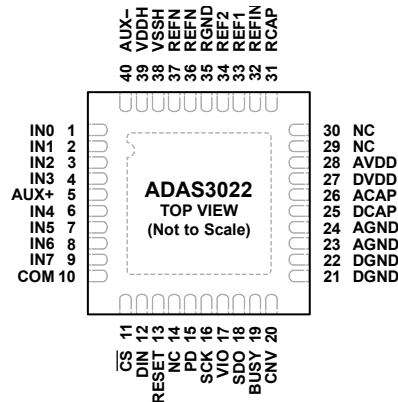 40 AUX–
39 VDDH
38 VSSH
37 REFN
36 REFN
35 RGND
34 REF2
33 REF1
32 REFIN
31 RCAP
IN0 1
IN1 2
IN2 3
IN3 4
AUX+ 5
IN4 6
IN5 7
IN6 8
IN7 9
COM 10
ADAS3022
TOP VIEW
(Not to Scale)
30 NC
29 NC
28 AVDD
27 DVDD
26 ACAP
25 DCAP
24 AGND
23 AGND
22 DGND
21 DGND
CS 11
DIN 12
RESET 13
NC 14
PD 15
SCK 16
VIO 17
SDO 18
BUSY 19
CNV 20